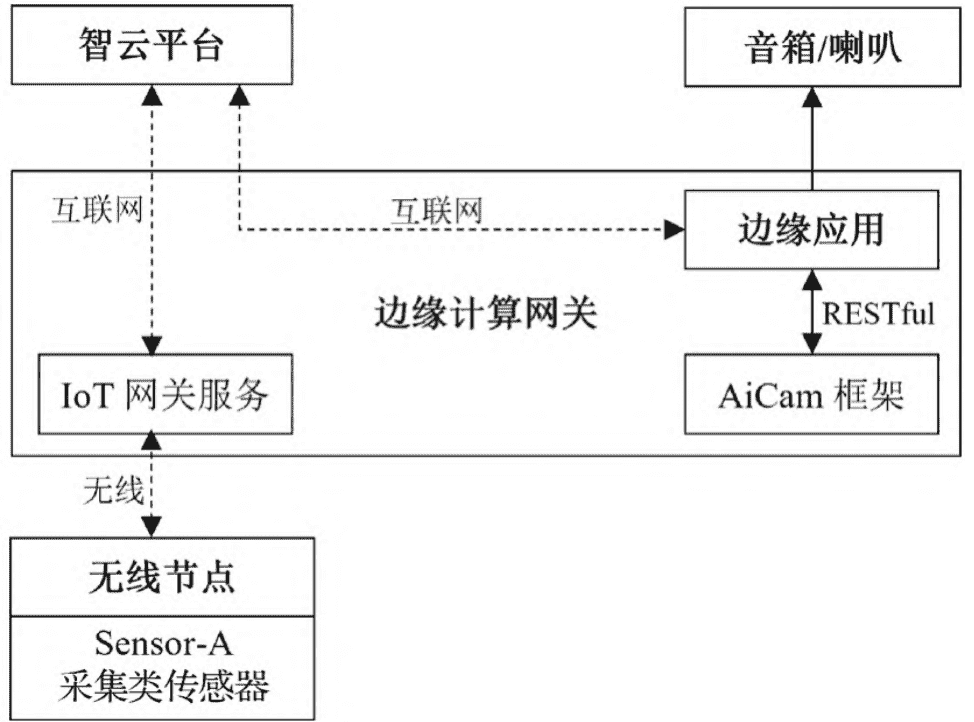 智云平台
音箱/喇叭
互联网
互联网
边缘应用
边缘计算网关
RESTful
IoT 网关服务
AiCam 框架
无线
无线节点
Sensor-A
采集类传感器